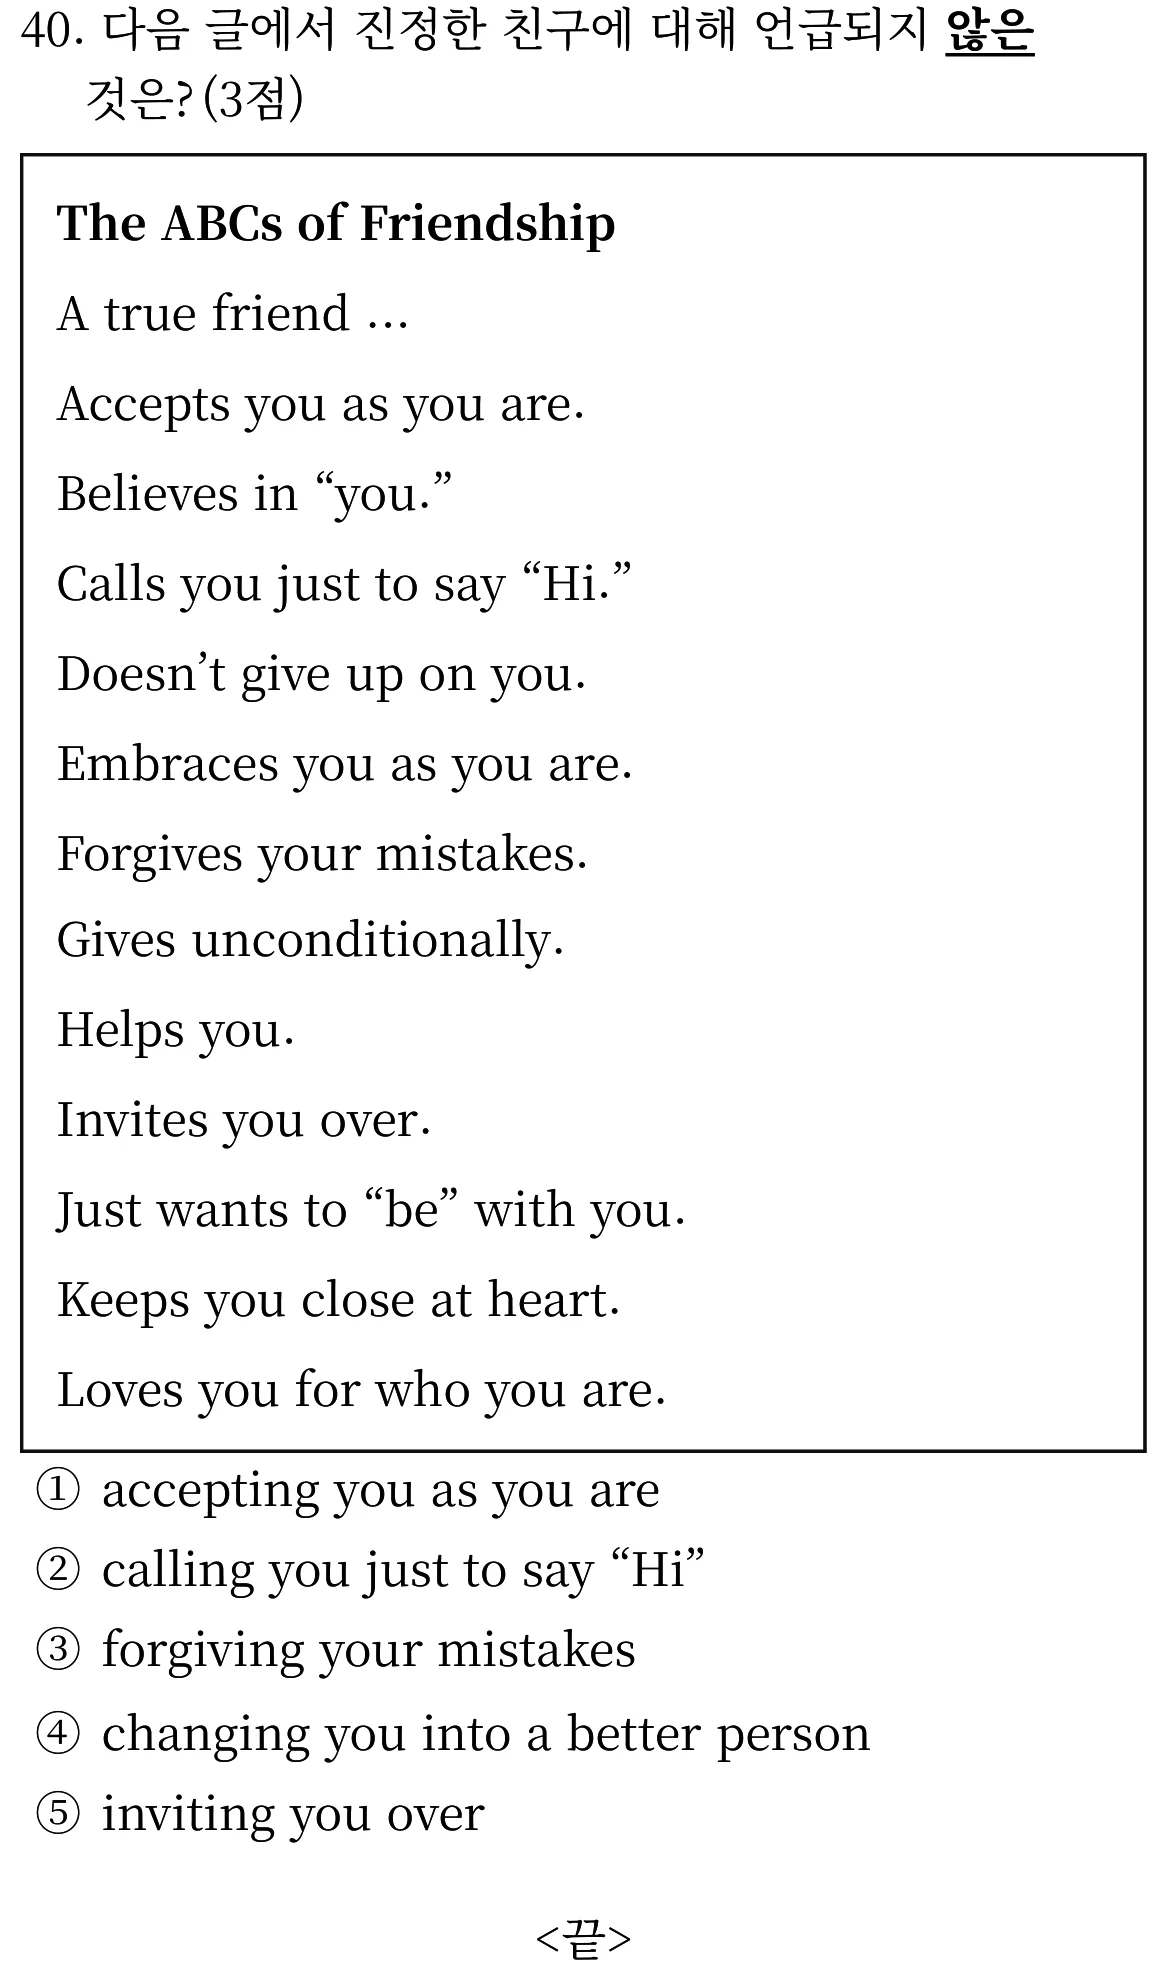 40. 다음 글에서 진정한 친구에 대해 언급되지 않은
것은?(3점)
The ABCs of Friendship
A true friend …
Accepts you as you are.
Believes in “you.”
Calls you just to say “Hi.”
Doesn’t give up on you.
Embraces you as you are.
Forgives your mistakes.
Gives unconditionally.
Helps you.
Invites you over.
Just wants to “be” with you.
Keeps you close at heart.
Loves you for who you are.
① accepting you as you are
② calling you just to say “Hi”
③ forgiving your mistakes
④ changing you into a better person
⑤ inviting you over
<끝>